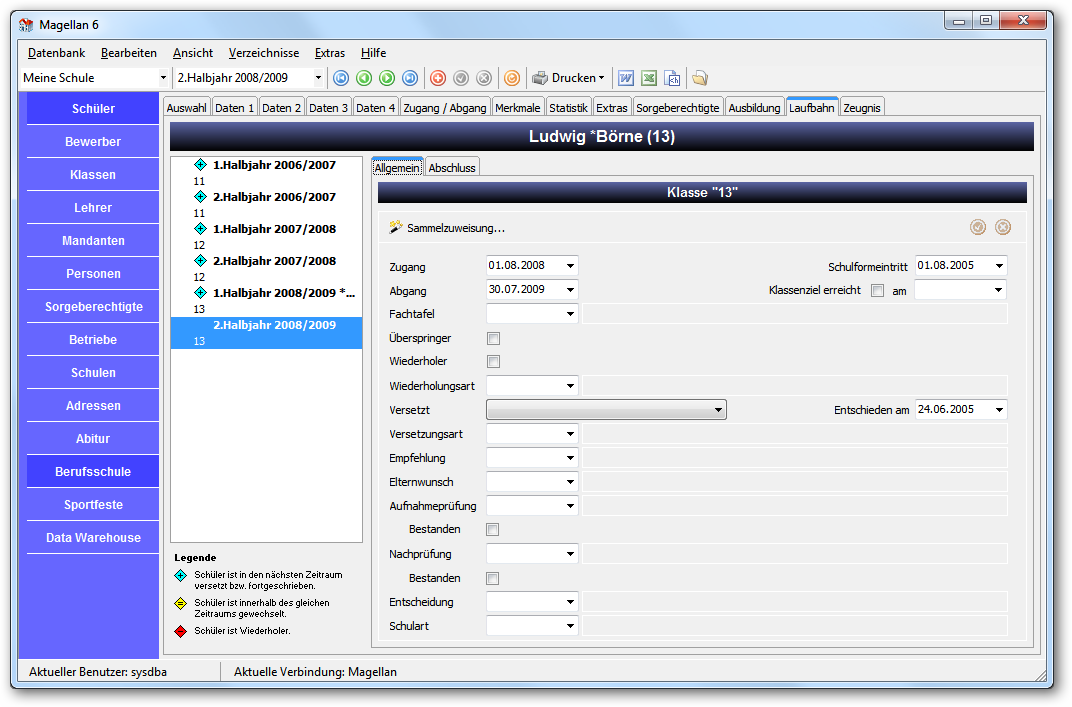 Magellan 6
Datenbank Bearbeiten Ansicht Verzeichnisse Extras Hilfe
Meine Schule 2.Halbjahr 2008/2009 Drucken
Schüler
Bewerber
Klassen
Lehrer
Mandanten
Personen
Sorgeberechtigte
Betriebe
Schulen
Adressen
Abitur
Berufsschule
Sportfeste
Data Warehouse
Auswahl Daten 1 Daten 2 Daten 3 Daten 4 Zugang / Abgang Merkmale Statistik Extras Sorgeberechtigte Ausbildung Laufbahn Zeugnis
Ludwig *Börne (13)
1.Halbjahr 2006/2007
11
2.Halbjahr 2006/2007
11
1.Halbjahr 2007/2008
12
2.Halbjahr 2007/2008
12
1.Halbjahr 2008/2009 *...
13
2.Halbjahr 2008/2009
13
Legende
Schüler ist in den nächsten Zeitraum
versetzt bzw. fortgeschrieben.
Schüler ist innerhalb des gleichen
Zeitraums gewechselt.
Schüler ist Wiederholer.
Allgemein Abschluss
Klasse "13"
Sammelzuweisung...
Zugang 01.08.2008 Schulformeintritt 01.08.2005
Abgang 30.07.2009 Klassenziel erreicht am
Fachtafel
Überspringer
Wiederholer
Wiederholungsart
Versetzt Entschieden am 24.06.2005
Versetzungsart
Empfehlung
Elternwunsch
Aufnahmeprüfung
Bestanden
Nachprüfung
Bestanden
Entscheidung
Schulart
Aktueller Benutzer: sysdba Aktuelle Verbindung: Magellan